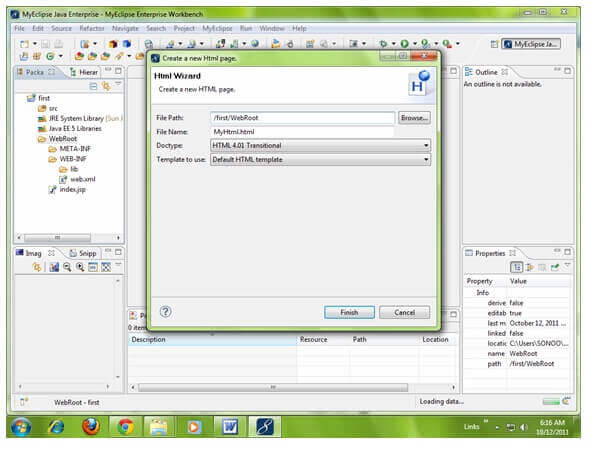 MyEclipse Java Enterprise - MyEclipse Enterprise Workbench
File Edit Source Refactor Navigate Search Project MyEclipse Run Window Help
MyEclipse Ja...
Packa Hierar
first
src
JRE System Library [Sun J
Java EE 5 Libraries
WebRoot
META-INF
WEB-INF
lib
web.xml
index.jsp
Imag Snipp
Create a new Html page.
Html Wizard
Create a new HTML page.
File Path: /first/WebRoot Browse...
File Name: MyHtml.html
Doctype: HTML 4.01 Transitional
Template to use: Default HTML template
Finish Cancel
0 item
Description Resource Path Location
Outline
An outline is not available.
Properties
Property Value
Info
derive false
editab true
last m October 12, 2011 ...
linked false
locatic C:\Users\SONOO\...
name WebRoot
path /first/WebRoot
WebRoot - first
Loading data...
Links
6:16 AM
10/12/2011